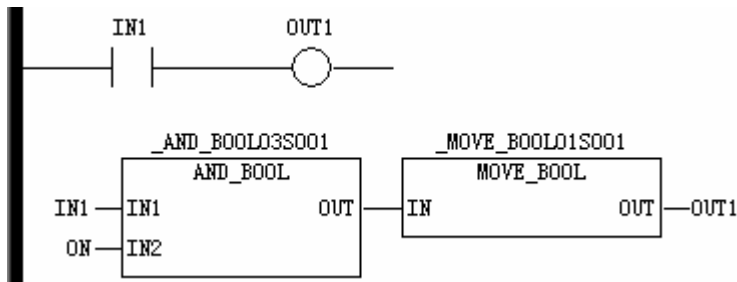 IN1 OUT1
_AND_BOOL03S001 _MOVE_BOOL01S001
AND_BOOL MOVE_BOOL
IN1 IN1 OUT IN OUT OUT1
ON IN2